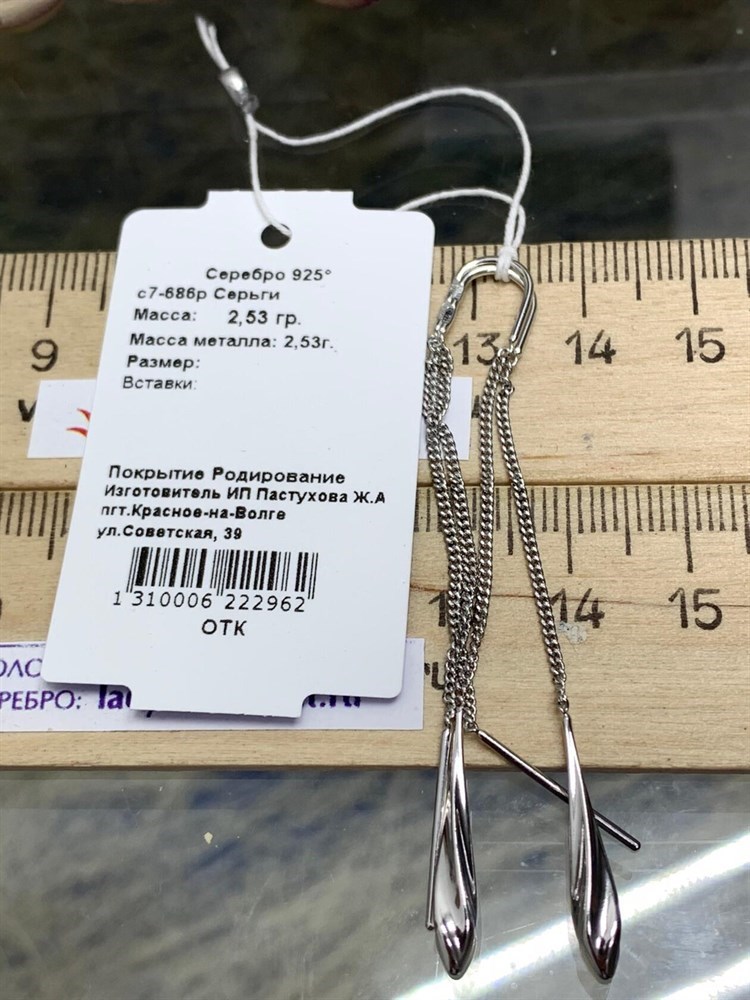 Серебро 925°
с7-686р Серьги
Масса: 2,53 гр.
Масса металла: 2,53г.
Размер:
Вставки:
Покрытие Родирование
Изготовитель ИП Пастухова Ж.А
пгт.Красное-на-Волге
ул.Советская, 39
1 310006 222962
ОТК
9 13 14 15
14 15